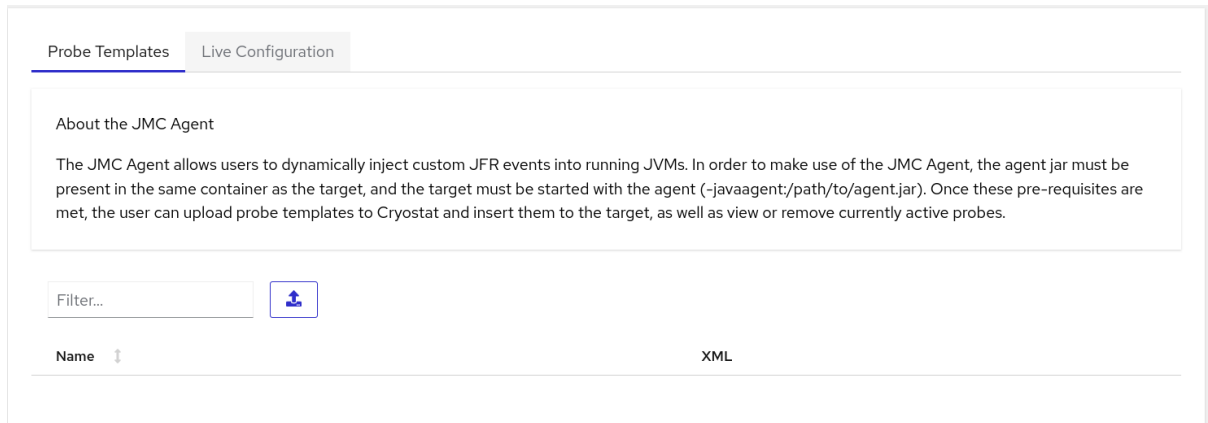 Probe Templates Live Configuration
About the JMC Agent
The JMC Agent allows users to dynamically inject custom JFR events into running JVMs. In order to make use of the JMC Agent, the agent jar must be
present in the same container as the target, and the target must be started with the agent (-javaagent:/path/to/agent.jar). Once these pre-requisites are
met, the user can upload probe templates to Cryostat and insert them to the target, as well as view or remove currently active probes.
Filter...
Name XML